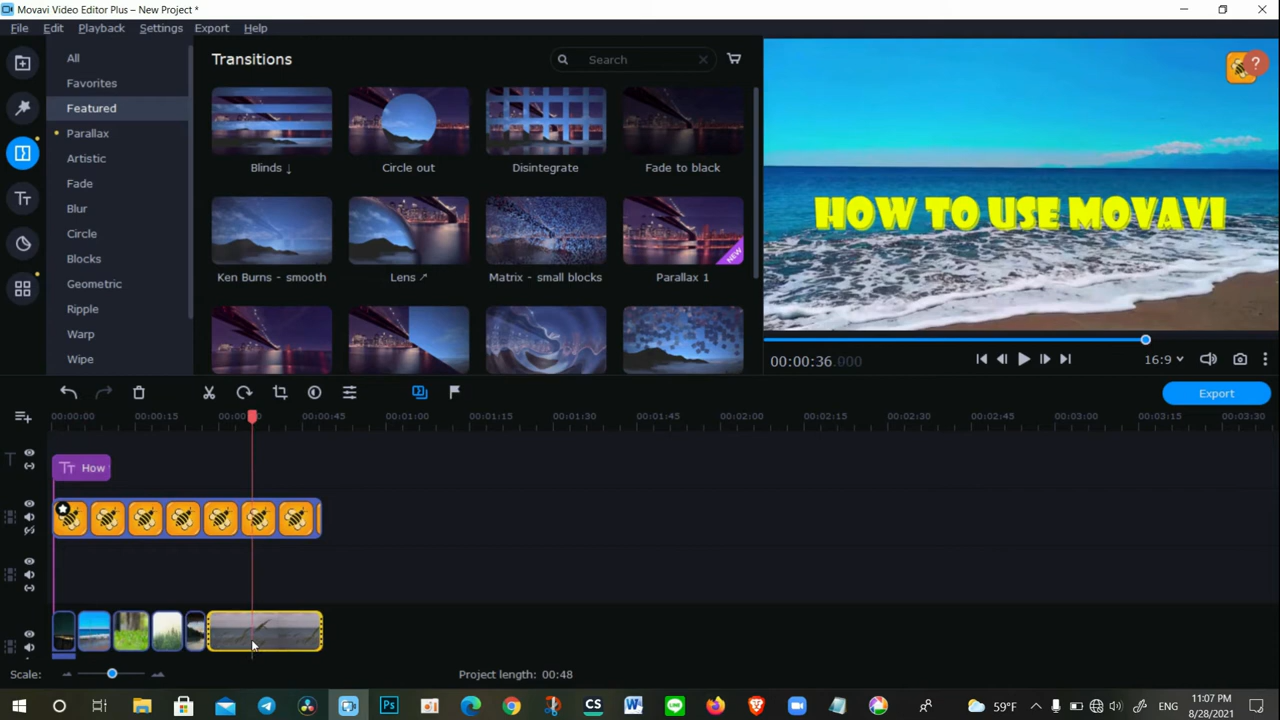 Movavi Video Editor Plus – New Project *
File Edit Playback Settings Export Help
All
Favorites
Featured
Parallax
Artistic
Fade
Blur
Circle
Blocks
Geometric
Ripple
Warp
Wipe
Transitions
Search
Blinds ↓ Circle out Disintegrate Fade to black
Ken Burns - smooth Lens ↗ Matrix - small blocks Parallax 1
NEW
?
HOW TO USE MOVAVI
00:00:36.000
16:9
Export
00:00:00 00:00:15 00:00:45 00:01:00 00:01:15 00:01:30 00:01:45 00:02:00 00:02:15 00:02:30 00:02:45 00:03:00 00:03:15 00:03:30
Tт How
Scale:
Project length: 00:48
Ps CS W LINE
59°F
ENG
11:07 PM
8/28/2021